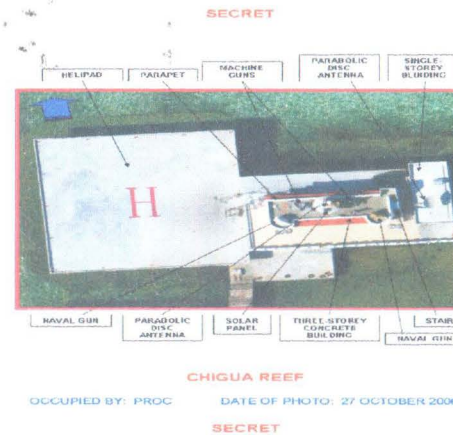 SECRET
HELIPAD
PARAPET
MACHINE
GUNS
PARABOLIC
DISC
ANTENNA
SINGLE-
STOREY
BUILDING
H
NAVAL GUN
PARABOLIC
DISC
ANTENNA
SOLAR
PANEL
THREE-STOREY
CONCRETE
BUILDING
NAVAL GUN
STAIR
CHIGUA REEF
OCCUPIED BY: PROC DATE OF PHOTO: 27 OCTOBER 2006
SECRET